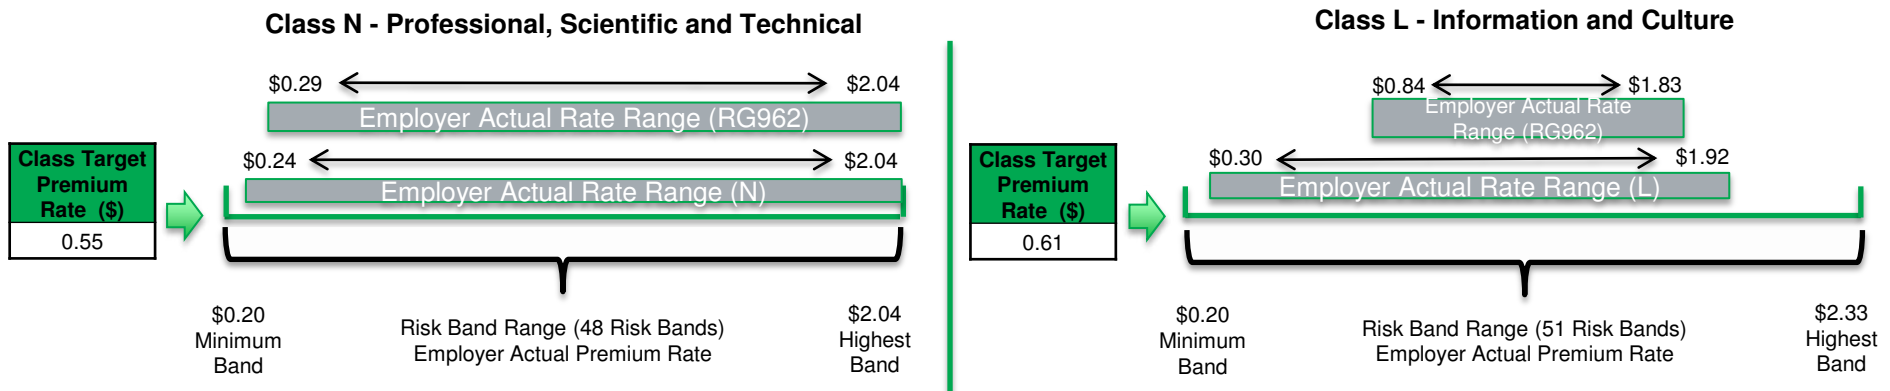 Class N - Professional, Scientific and Technical
$0.29
$2.04
Employer Actual Rate Range (RG962)
$0.24
$2.04
Employer Actual Rate Range (N)
Class Target
Premium
Rate ($)
0.55
$0.20
Minimum
Band
Risk Band Range (48 Risk Bands)
Employer Actual Premium Rate
$2.04
Highest
Band
Class L - Information and Culture
$0.84
$1.83
Employer Actual Rate
Range (RG962)
$0.30
$1.92
Employer Actual Rate Range (L)
Class Target
Premium
Rate ($)
0.61
$0.20
Minimum
Band
Risk Band Range (51 Risk Bands)
Employer Actual Premium Rate
$2.33
Highest
Band